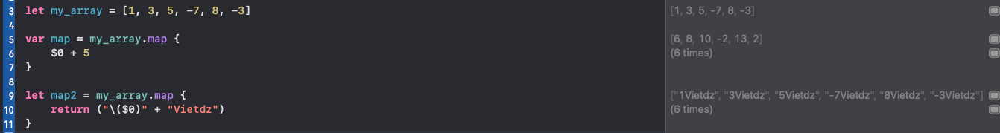 3 let my_array = [1, 3, 5, -7, 8, -3] [1, 3, 5, -7, 8, -3]
4
5 var map = my_array.map { [6, 8, 10, -2, 13, 2]
6 $0 + 5 (6 times)
7 }
8
9 let map2 = my_array.map { ["1Vietdz", "3Vietdz", "5Vietdz", "-7Vietdz", "8Vietdz", "-3Vietdz"]
10 return ("\($0)" + "Vietdz") (6 times)
11 }